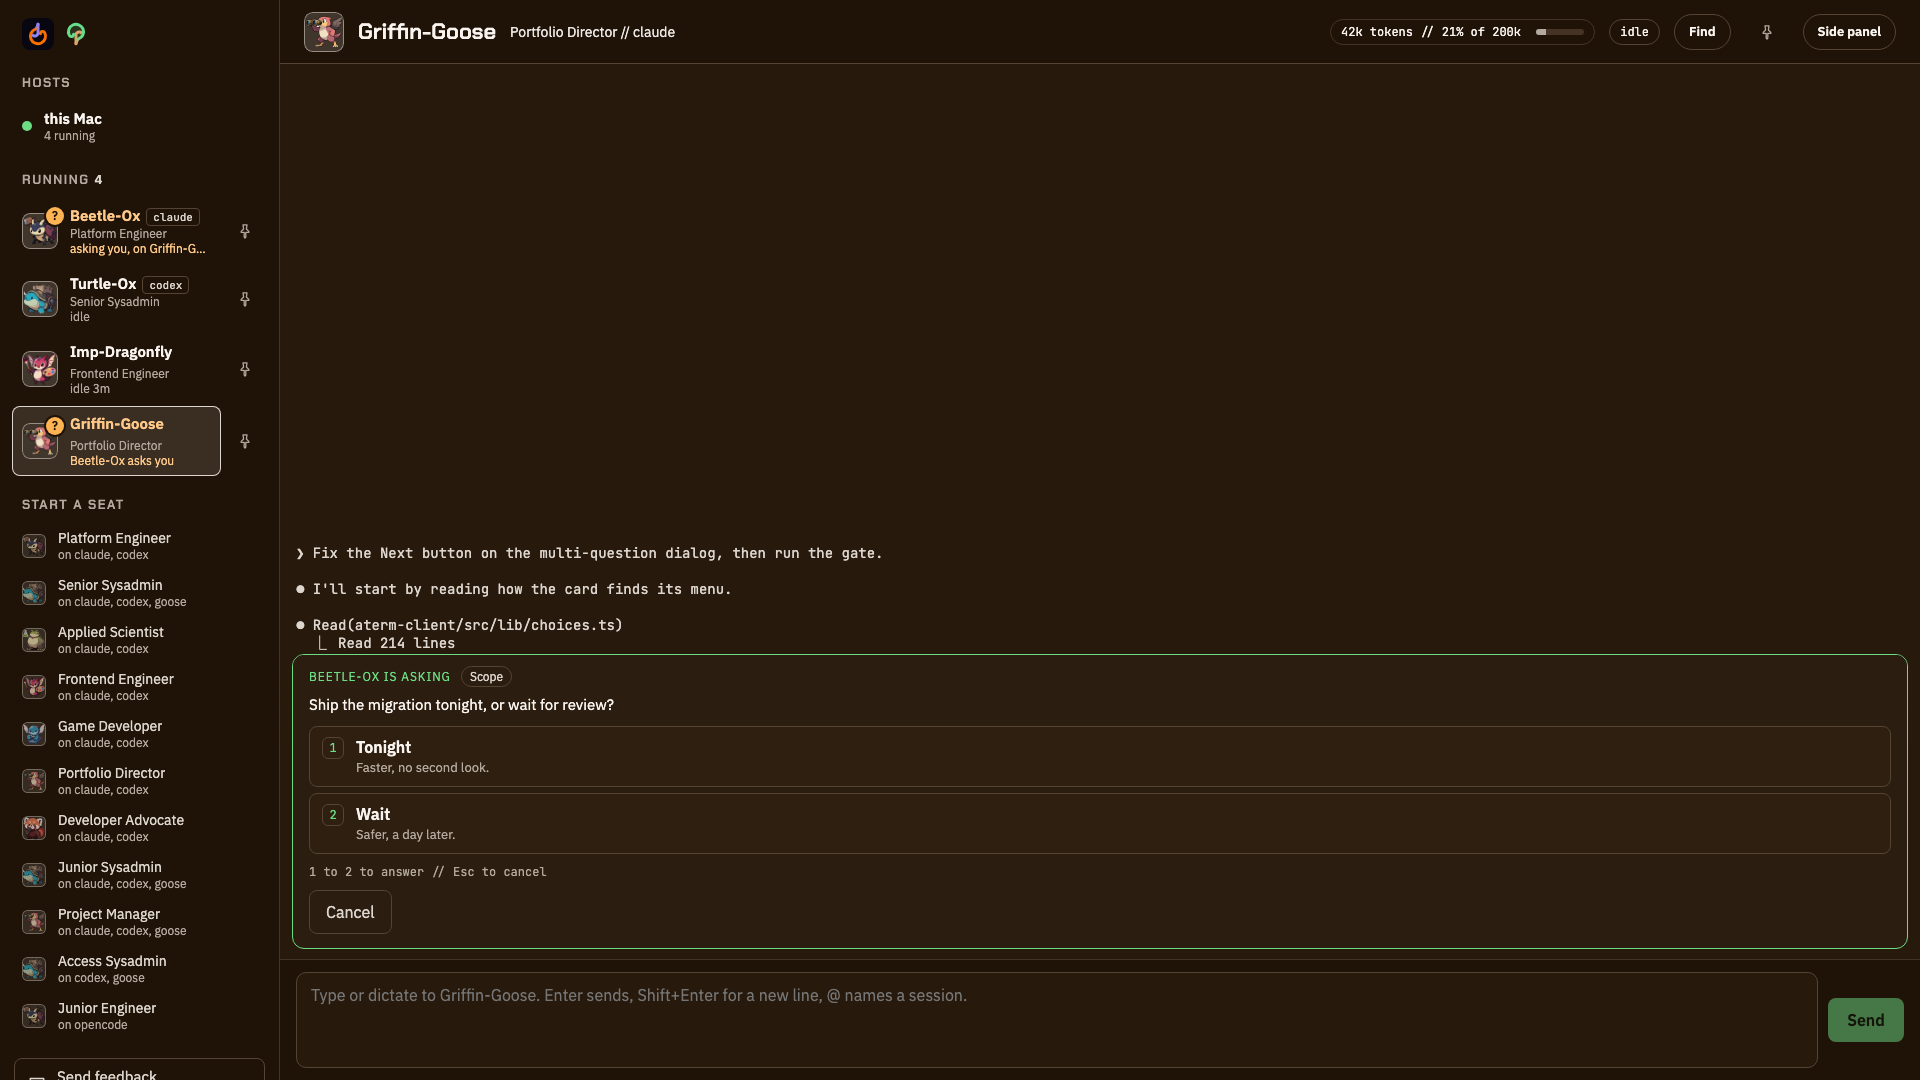 HOSTS
this Mac
4 running
RUNNING 4
? Beetle-Ox claude
Platform Engineer
asking you, on Griffin-G...
Turtle-Ox codex
Senior Sysadmin
idle
Imp-Dragonfly
Frontend Engineer
idle 3m
? Griffin-Goose
Portfolio Director
Beetle-Ox asks you
START A SEAT
Platform Engineer
on claude, codex
Senior Sysadmin
on claude, codex, goose
Applied Scientist
on claude, codex
Frontend Engineer
on claude, codex
Game Developer
on claude, codex
Portfolio Director
on claude, codex
Developer Advocate
on claude, codex
Junior Sysadmin
on claude, codex, goose
Project Manager
on claude, codex, goose
Access Sysadmin
on codex, goose
Junior Engineer
on opencode
Send feedback
Griffin-Goose Portfolio Director // claude
42k tokens // 21% of 200k
idle
Find
Side panel
❯ Fix the Next button on the multi-question dialog, then run the gate.
● I'll start by reading how the card finds its menu.
● Read(aterm-client/src/lib/choices.ts)
⎿ Read 214 lines
BEETLE-OX IS ASKING Scope
Ship the migration tonight, or wait for review?
1 Tonight
Faster, no second look.
2 Wait
Safer, a day later.
1 to 2 to answer // Esc to cancel
Cancel
Type or dictate to Griffin-Goose. Enter sends, Shift+Enter for a new line, @ names a session.
Send